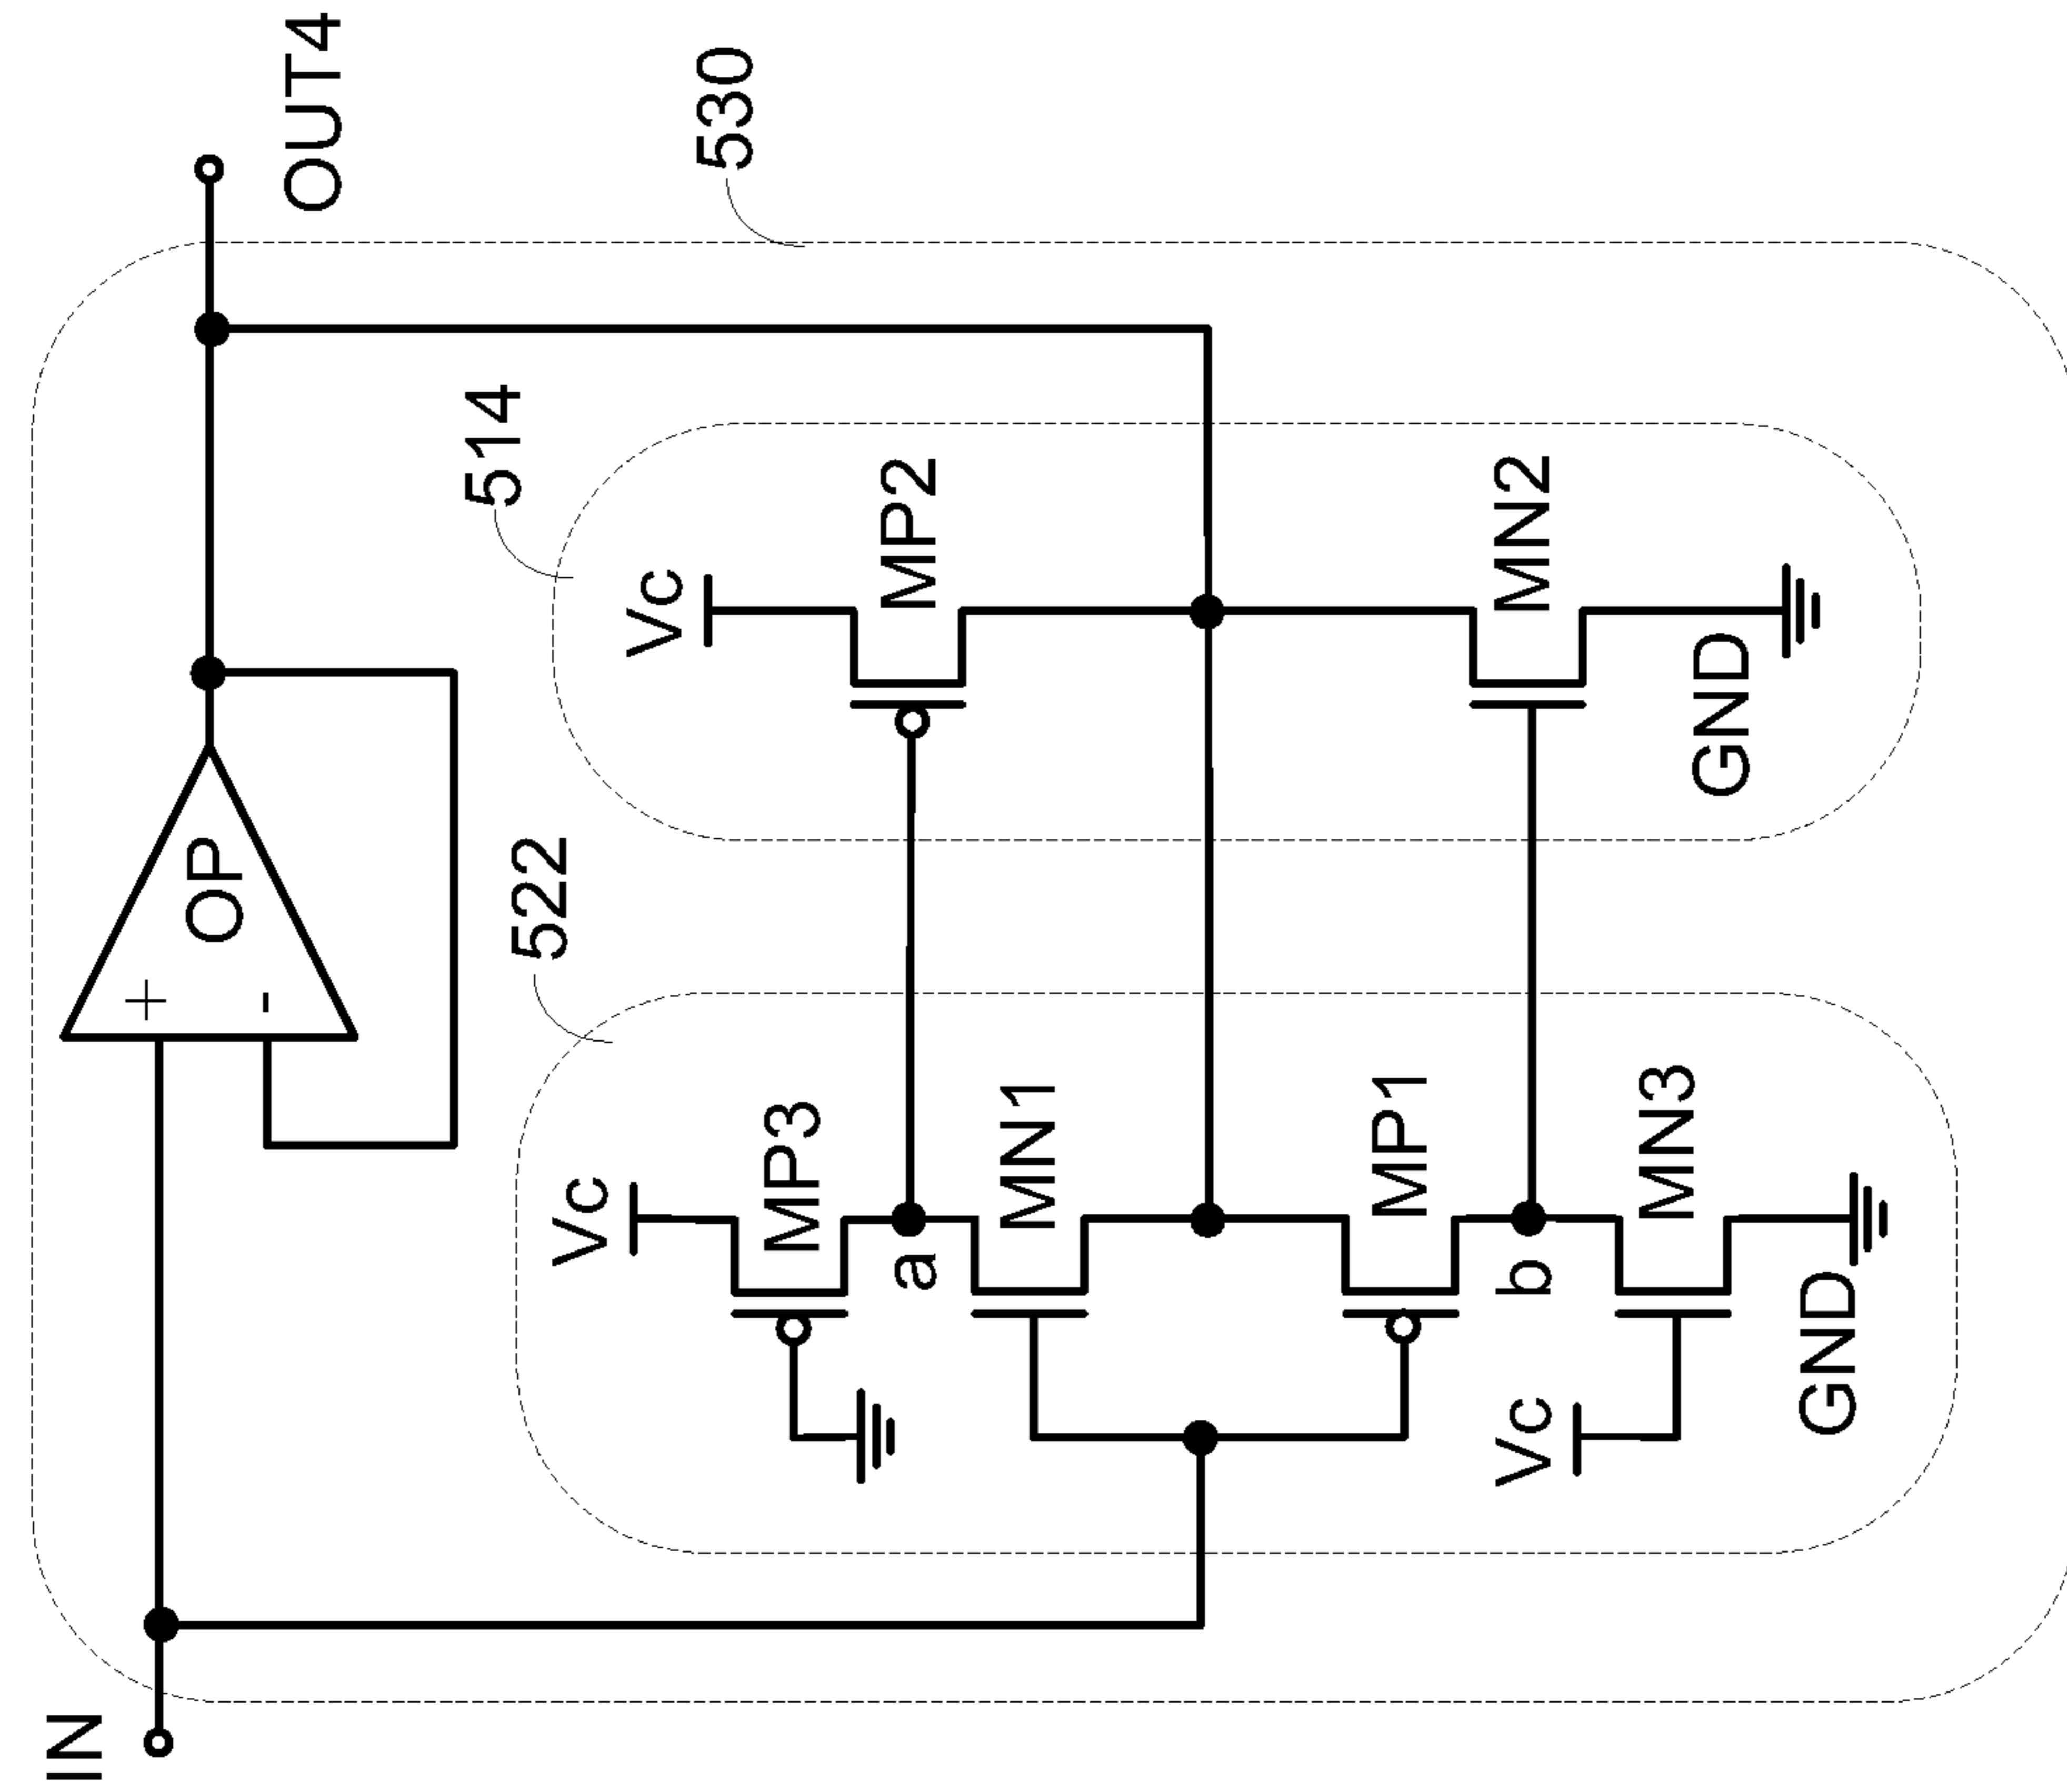 IN
OUT4
+
-
OP
530
514
522
Vc
MP3
a
MN1
MP1
b
MN3
Vc
GND
Vc
MP2
MN2
GND